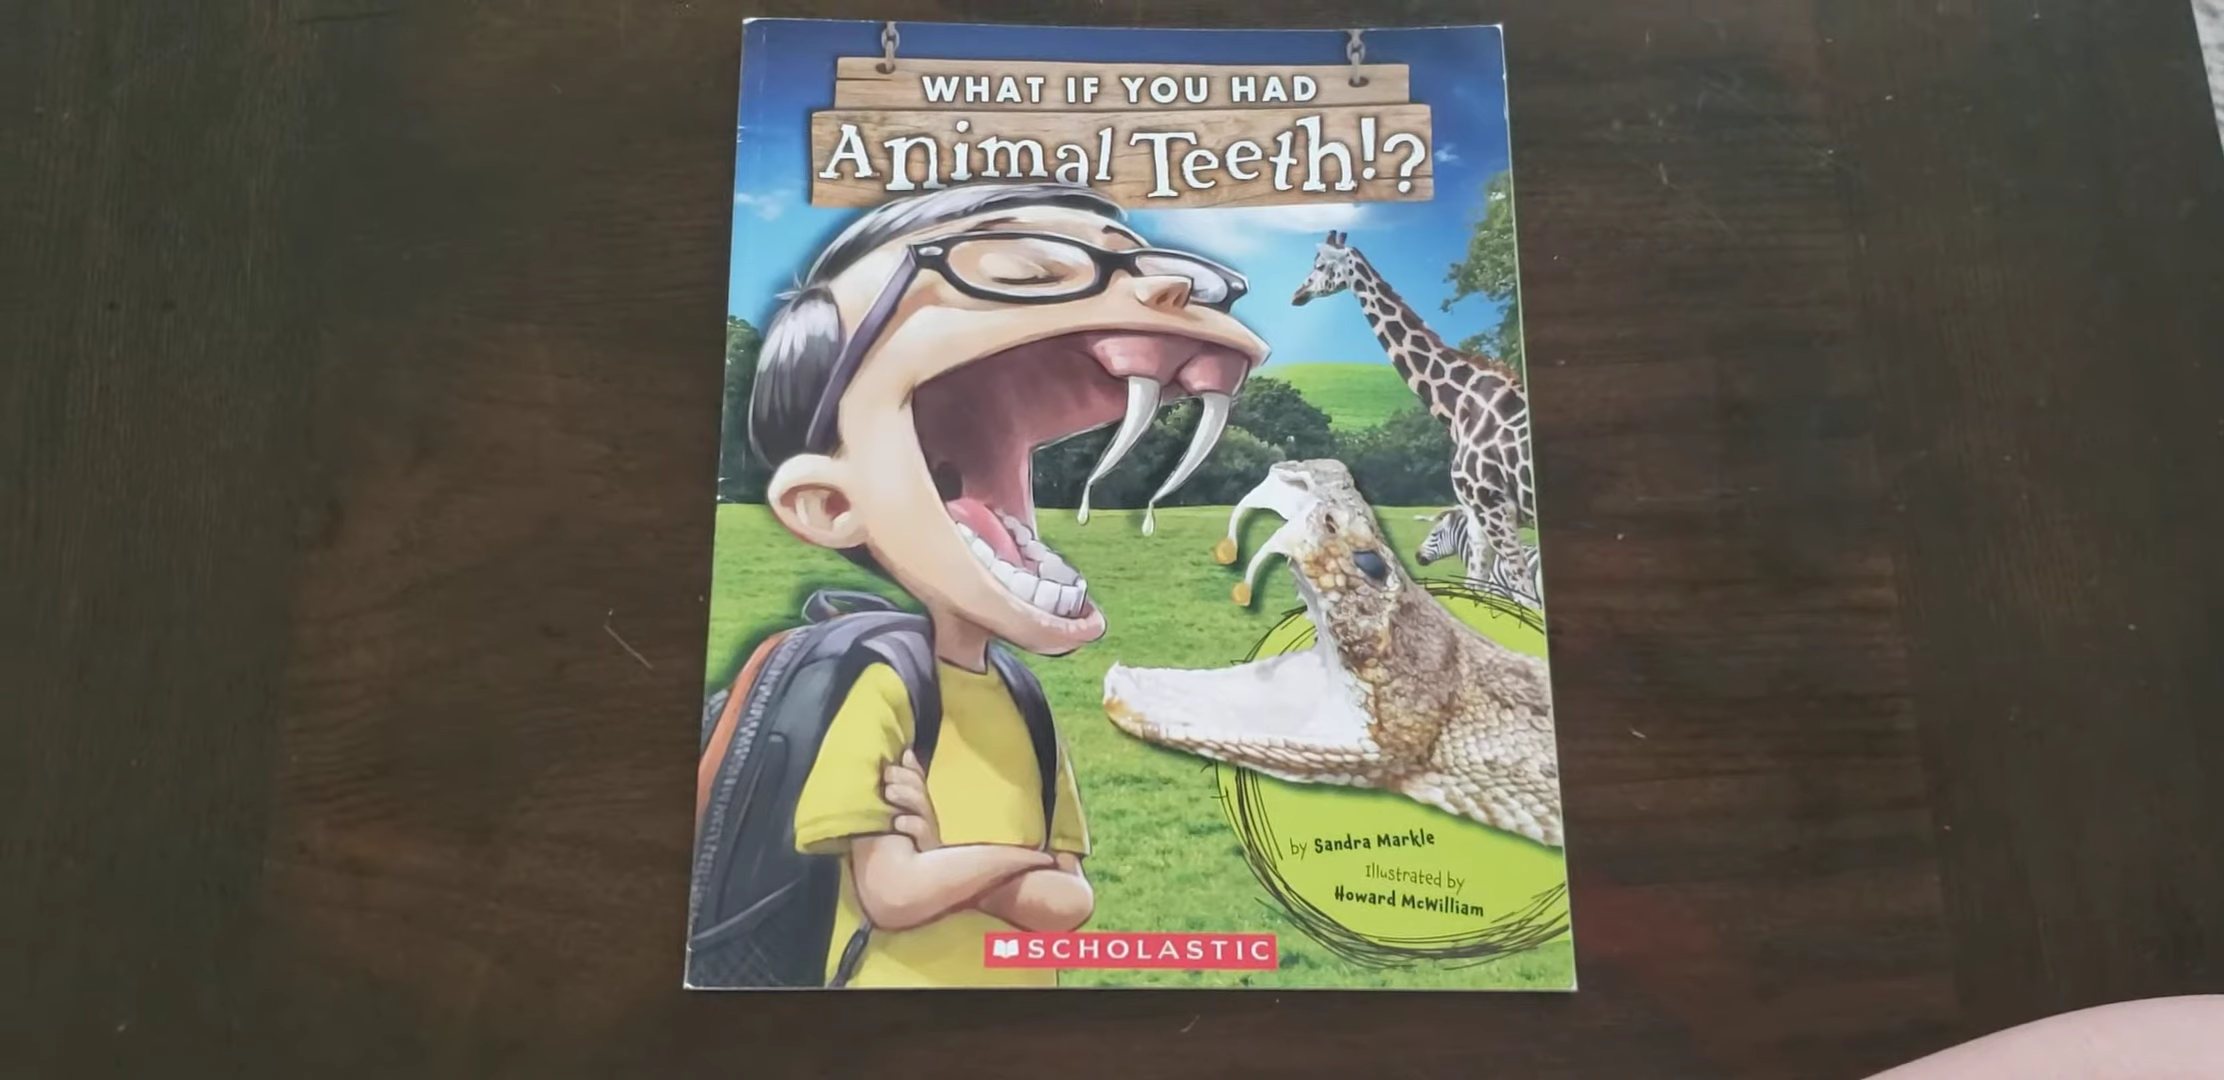 WHAT IF YOU HAD
Animal Teeth!?
by Sandra Markle
Illustrated by
Howard McWilliam
SCHOLASTIC